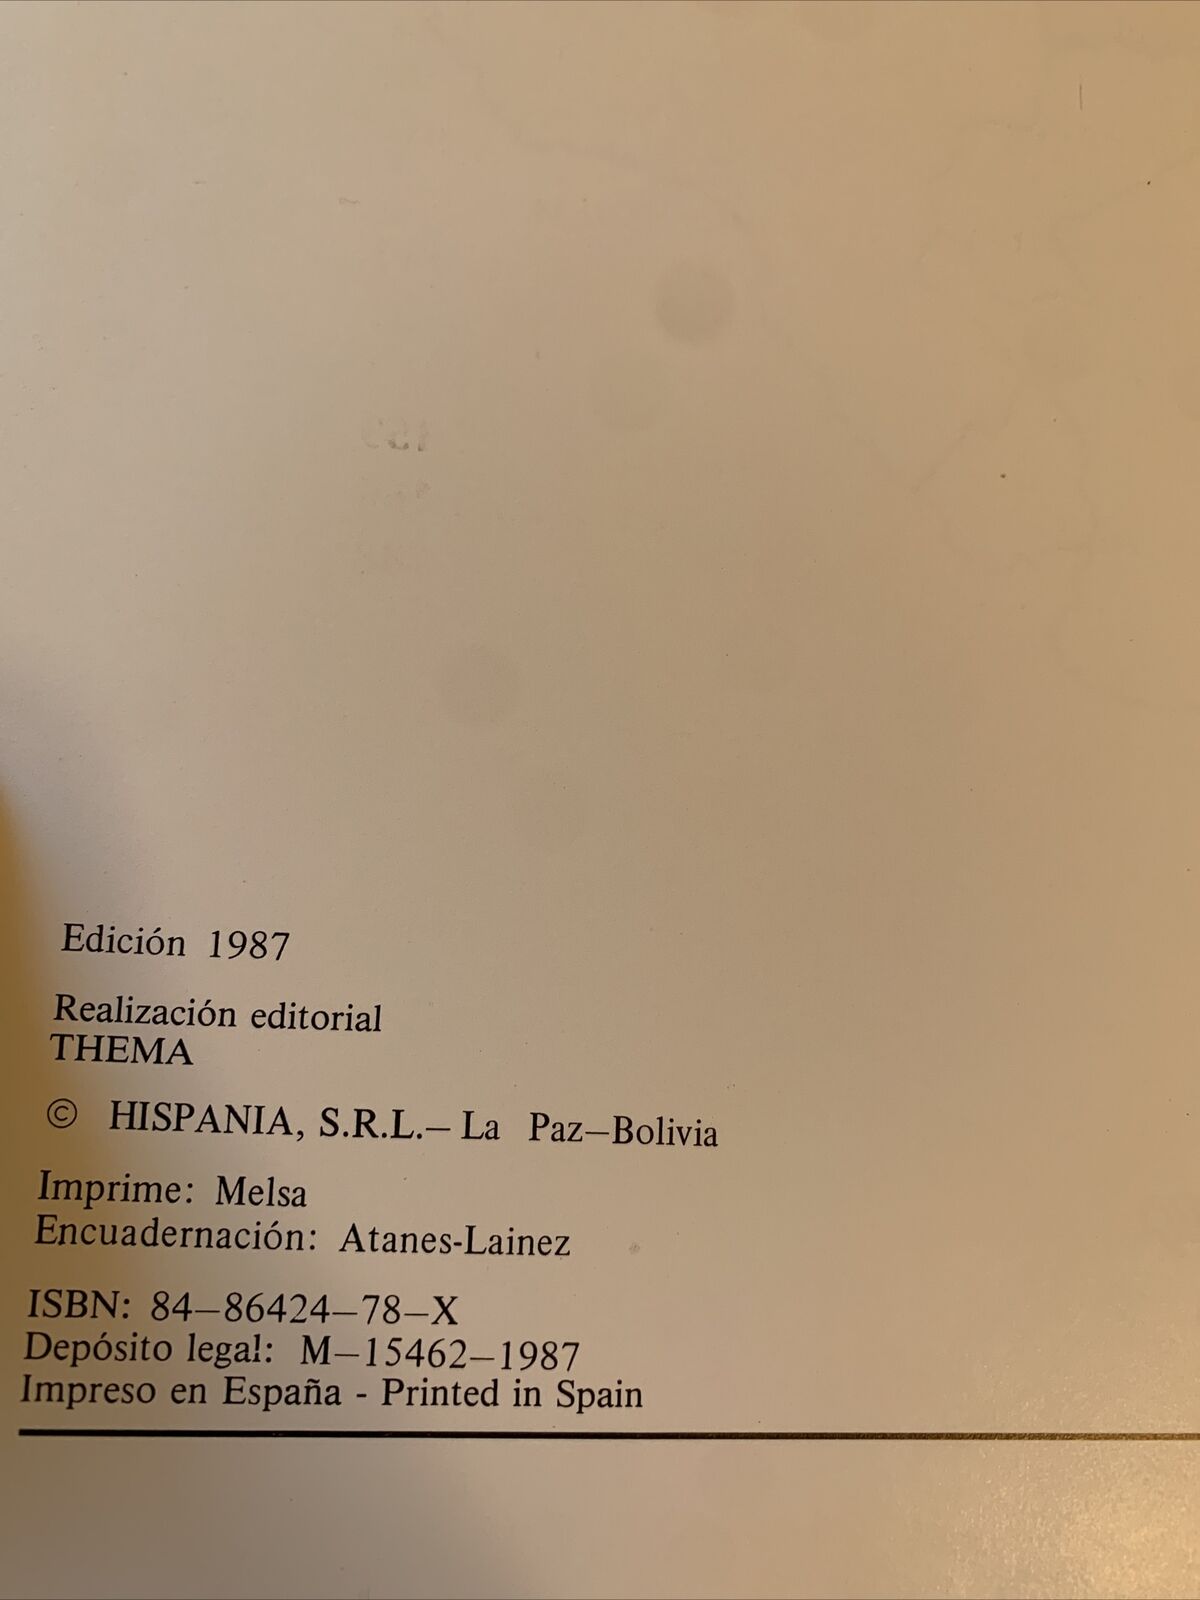 Edición 1987
Realización editorial
THEMA
© HISPANIA, S.R.L.— La Paz—Bolivia
Imprime: Melsa
Encuadernación: Atanes-Lainez
ISBN: 84—86424—78—X
Depósito legal: M—15462—1987
Impreso en España - Printed in Spain